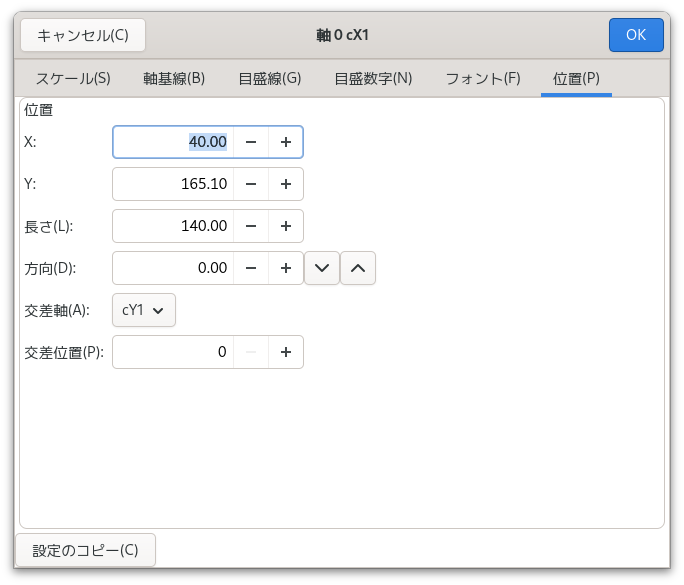 キャンセル(C) 軸 0 cX1 OK
スケール(S) 軸基線(B) 目盛線(G) 目盛数字(N) フォント(F) 位置(P)
位置
X: 40.00 − +
Y: 165.10 − +
長さ(L): 140.00 − +
方向(D): 0.00 − +
交差軸(A): cY1
交差位置(P): 0 − +
設定のコピー(C)